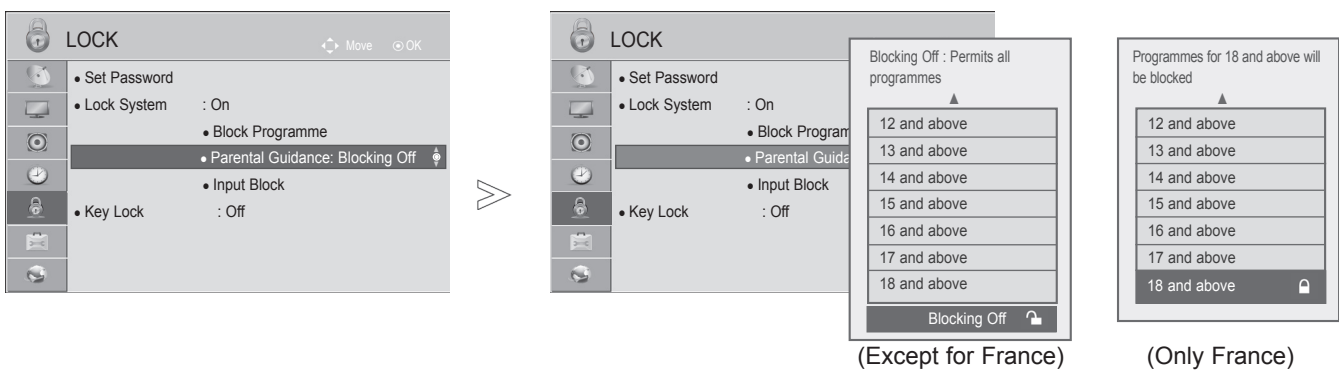 LOCK
Move OK
• Set Password
• Lock System : On
• Block Programme
• Parental Guidance: Blocking Off
• Input Block
• Key Lock : Off
LOCK
• Set Password
• Lock System : On
• Block Program
• Parental Guida
• Input Block
• Key Lock : Off
Blocking Off : Permits all
programmes
12 and above
13 and above
14 and above
15 and above
16 and above
17 and above
18 and above
Blocking Off
(Except for France)
Programmes for 18 and above will
be blocked
12 and above
13 and above
14 and above
15 and above
16 and above
17 and above
18 and above
(Only France)